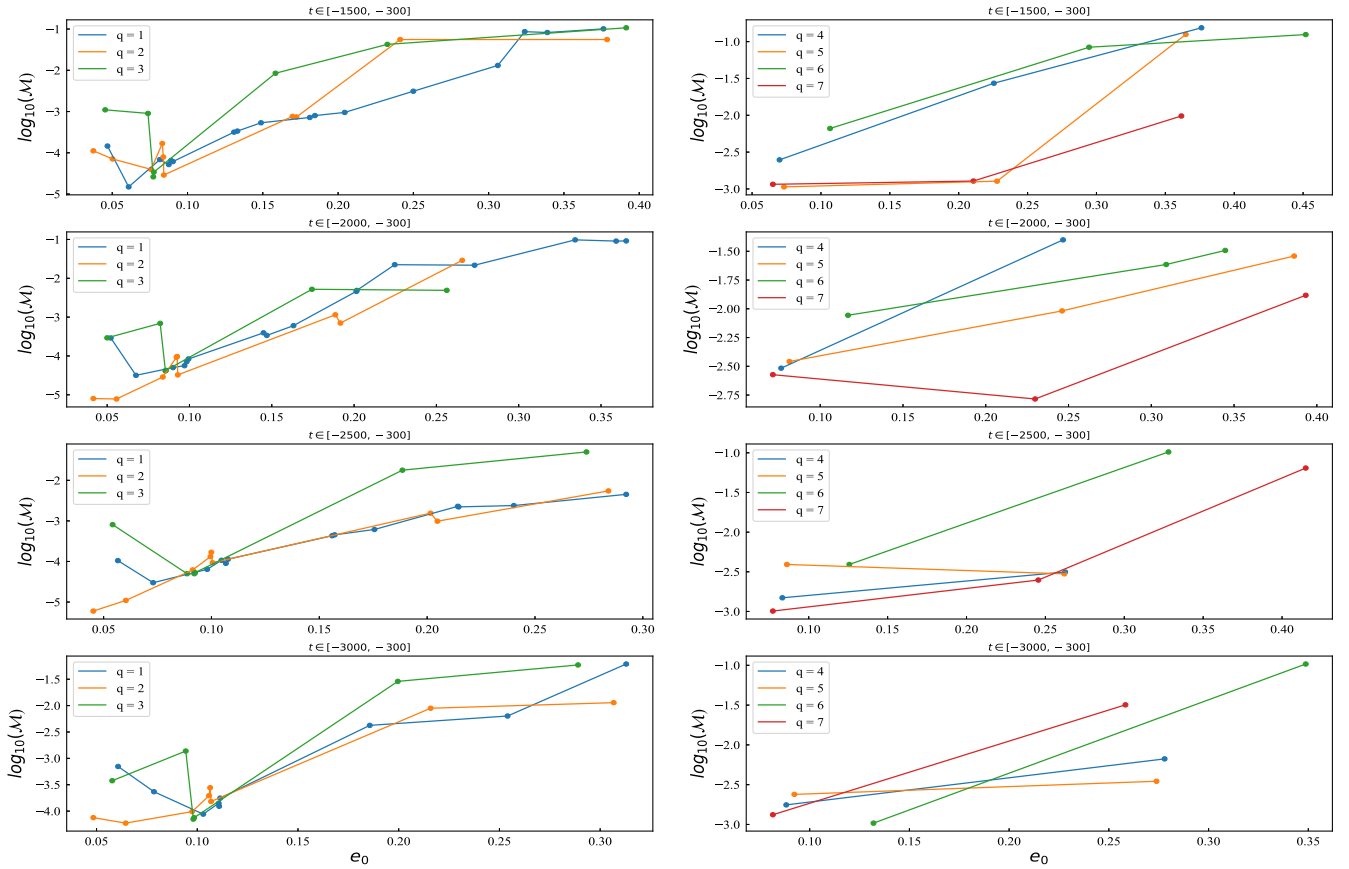 t ∈ [−1500, −300]
log₁₀(ℳ)
−1
−2
−3
−4
−5
q = 1
q = 2
q = 3
0.05 0.10 0.15 0.20 0.25 0.30 0.35 0.40
t ∈ [−1500, −300]
log₁₀(ℳ)
−1.0
−1.5
−2.0
−2.5
−3.0
q = 4
q = 5
q = 6
q = 7
0.05 0.10 0.15 0.20 0.25 0.30 0.35 0.40 0.45
t ∈ [−2000, −300]
log₁₀(ℳ)
−1
−2
−3
−4
−5
q = 1
q = 2
q = 3
0.05 0.10 0.15 0.20 0.25 0.30 0.35
t ∈ [−2000, −300]
log₁₀(ℳ)
−1.50
−1.75
−2.00
−2.25
−2.50
−2.75
q = 4
q = 5
q = 6
q = 7
0.10 0.15 0.20 0.25 0.30 0.35 0.40
t ∈ [−2500, −300]
log₁₀(ℳ)
−2
−3
−4
−5
q = 1
q = 2
q = 3
0.05 0.10 0.15 0.20 0.25 0.30
t ∈ [−2500, −300]
log₁₀(ℳ)
−1.0
−1.5
−2.0
−2.5
−3.0
q = 4
q = 5
q = 6
q = 7
0.10 0.15 0.20 0.25 0.30 0.35 0.40
t ∈ [−3000, −300]
log₁₀(ℳ)
−1.5
−2.0
−2.5
−3.0
−3.5
−4.0
q = 1
q = 2
q = 3
0.05 0.10 0.15 0.20 0.25 0.30
e₀
t ∈ [−3000, −300]
log₁₀(ℳ)
−1.0
−1.5
−2.0
−2.5
−3.0
q = 4
q = 5
q = 6
q = 7
0.10 0.15 0.20 0.25 0.30 0.35
e₀